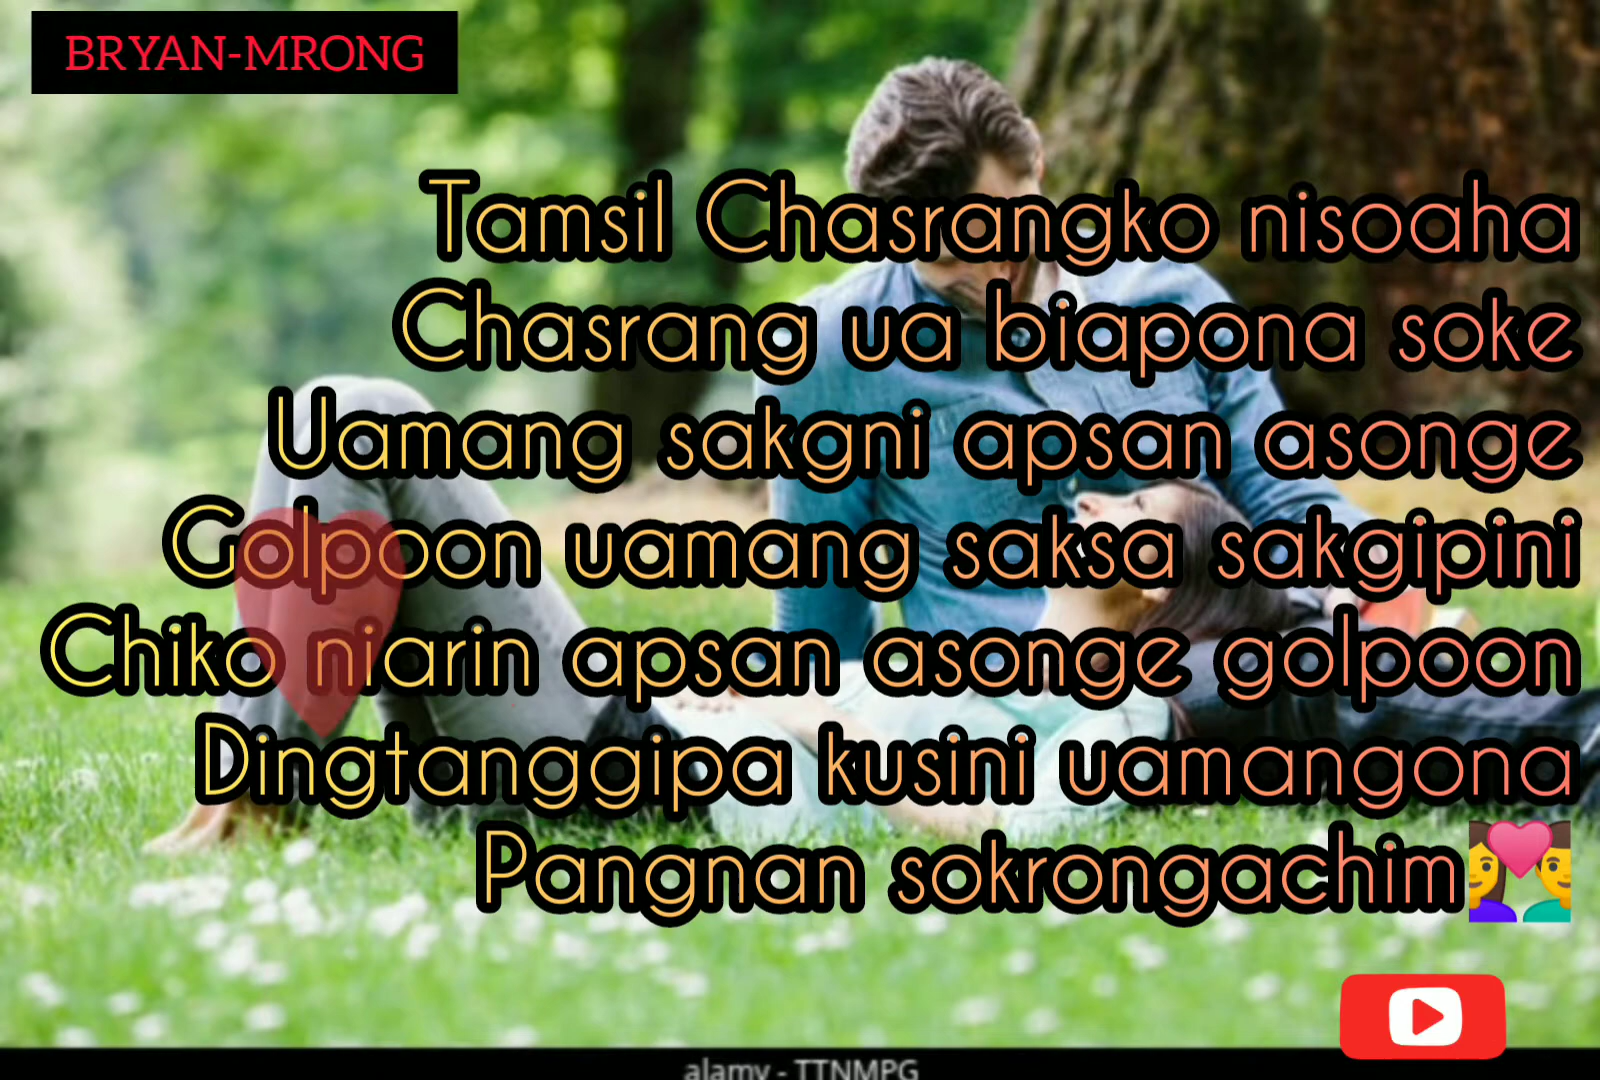 BRYAN-MRONG
Tamsil Chasrangko nisoaha
Chasrang ua biapona soke
Uamang sakgni apsan asonge
Golpoon uamang saksa sakgipini
Chiko niarin apsan asonge golpoon
Dingtanggipa kusini uamangona
Pangnan sokrongachim
alamy - TTNMPG